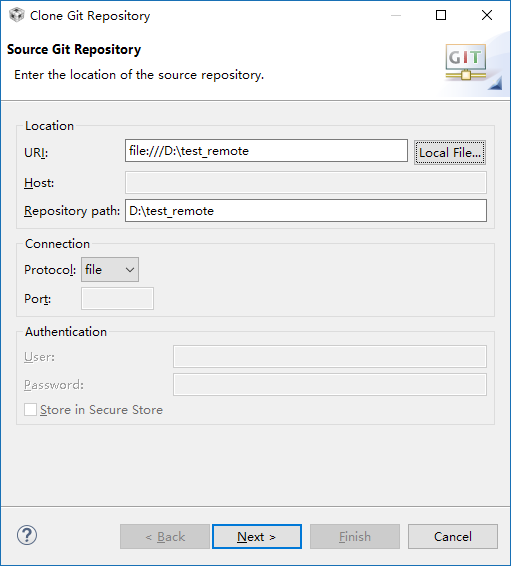 Clone Git Repository
Source Git Repository
Enter the location of the source repository.
GIT
Location
URI:
file:///D:\test_remote
Local File...
Host:
Repository path:
D:\test_remote
Connection
Protocol:
file
Port:
Authentication
User:
Password:
Store in Secure Store
?
< Back
Next >
Finish
Cancel